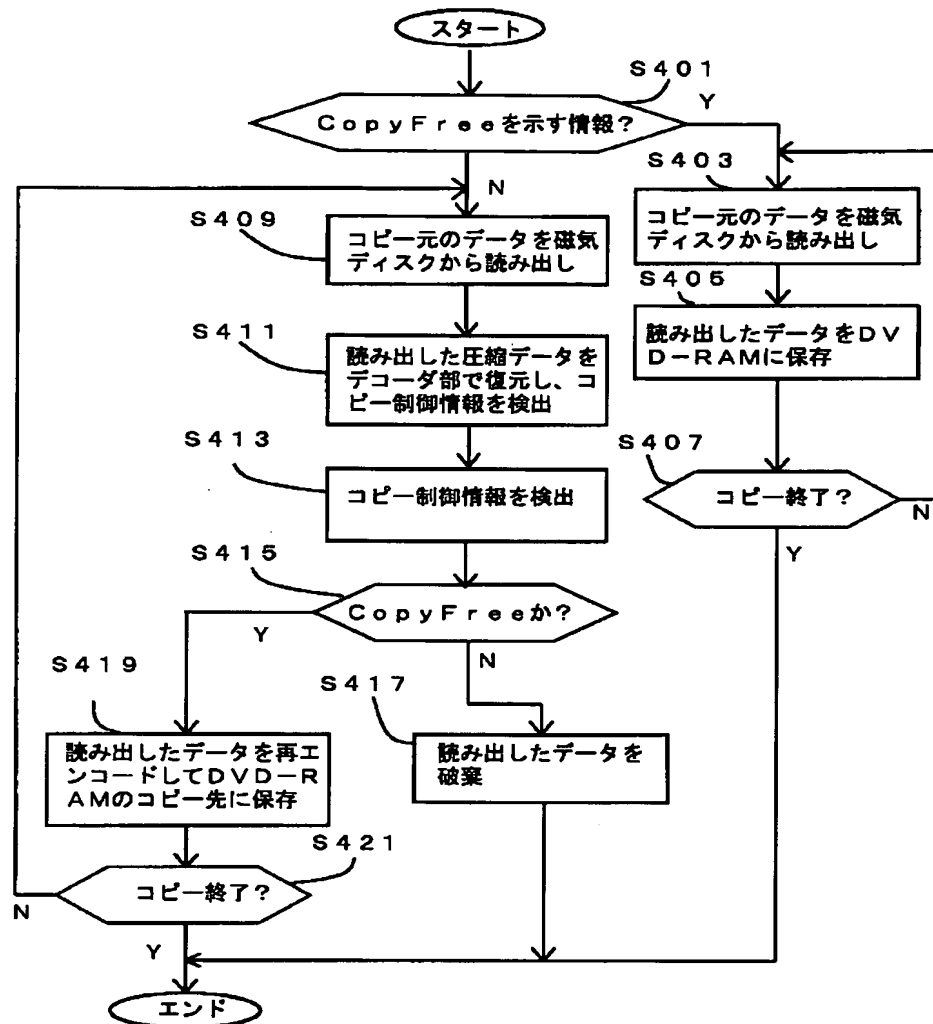 スタート
S401
CopyFreeを示す情報?
Y
N
S403
コピー元のデータを磁気
ディスクから読み出し
S405
読み出したデータをDV
D-RAMに保存
S407
コピー終了?
N
Y
S409
コピー元のデータを磁気
ディスクから読み出し
S411
読み出した圧縮データを
デコーダ部で復元し、コ
ピー制御情報を検出
S413
コピー制御情報を検出
S415
CopyFreeか?
Y
N
S417
読み出したデータを
破棄
S419
読み出したデータを再エ
ンコードしてDVD-R
AMのコピー先に保存
S421
コピー終了?
N
Y
エンド